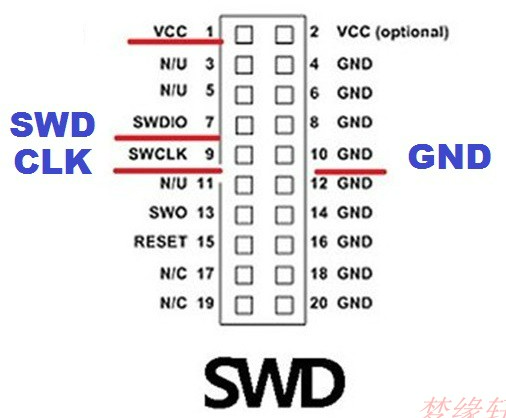 VCC 1 2 VCC (optional)
N/U 3 4 GND
N/U 5 6 GND
SWD
SWDIO 7 8 GND
CLK
SWCLK 9 10 GND
GND
N/U 11 12 GND
SWO 13 14 GND
RESET 15 16 GND
N/C 17 18 GND
N/C 19 20 GND
SWD
梦缘